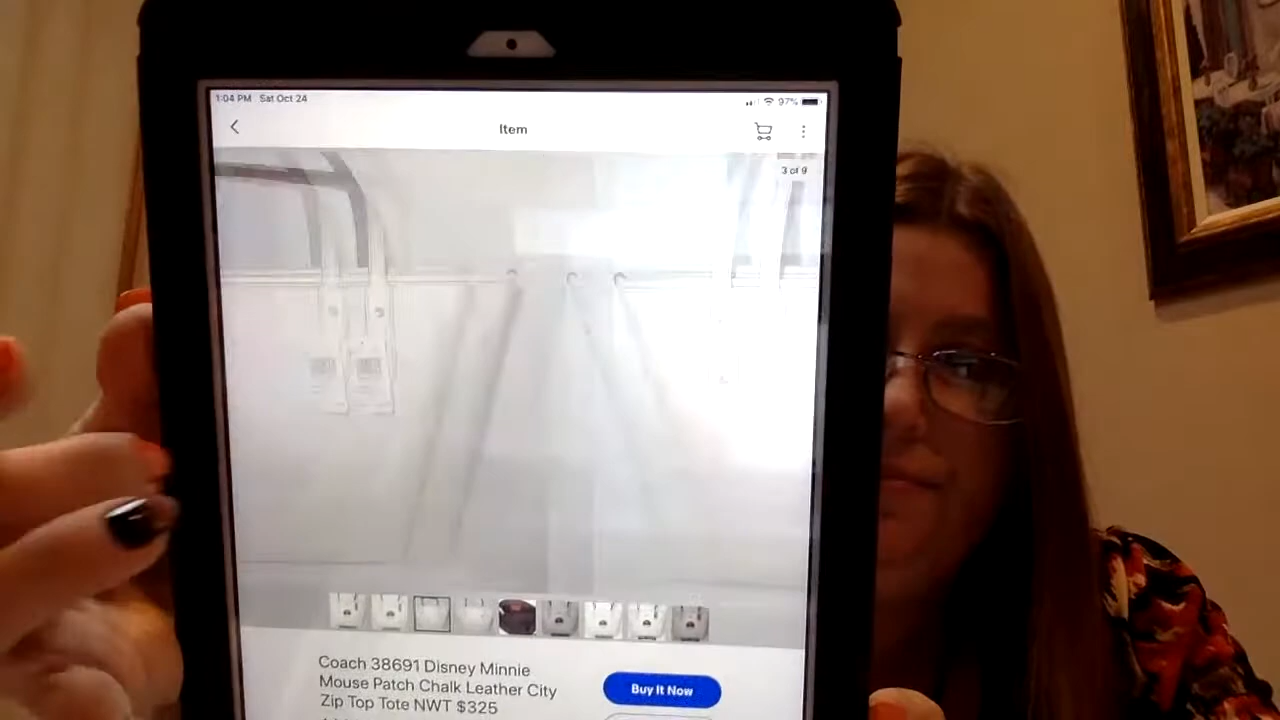 1:04 PM Sat Oct 24
97%
Item
3 of 9
Coach 38691 Disney Minnie
Mouse Patch Chalk Leather City
Zip Top Tote NWT $325
Buy It Now